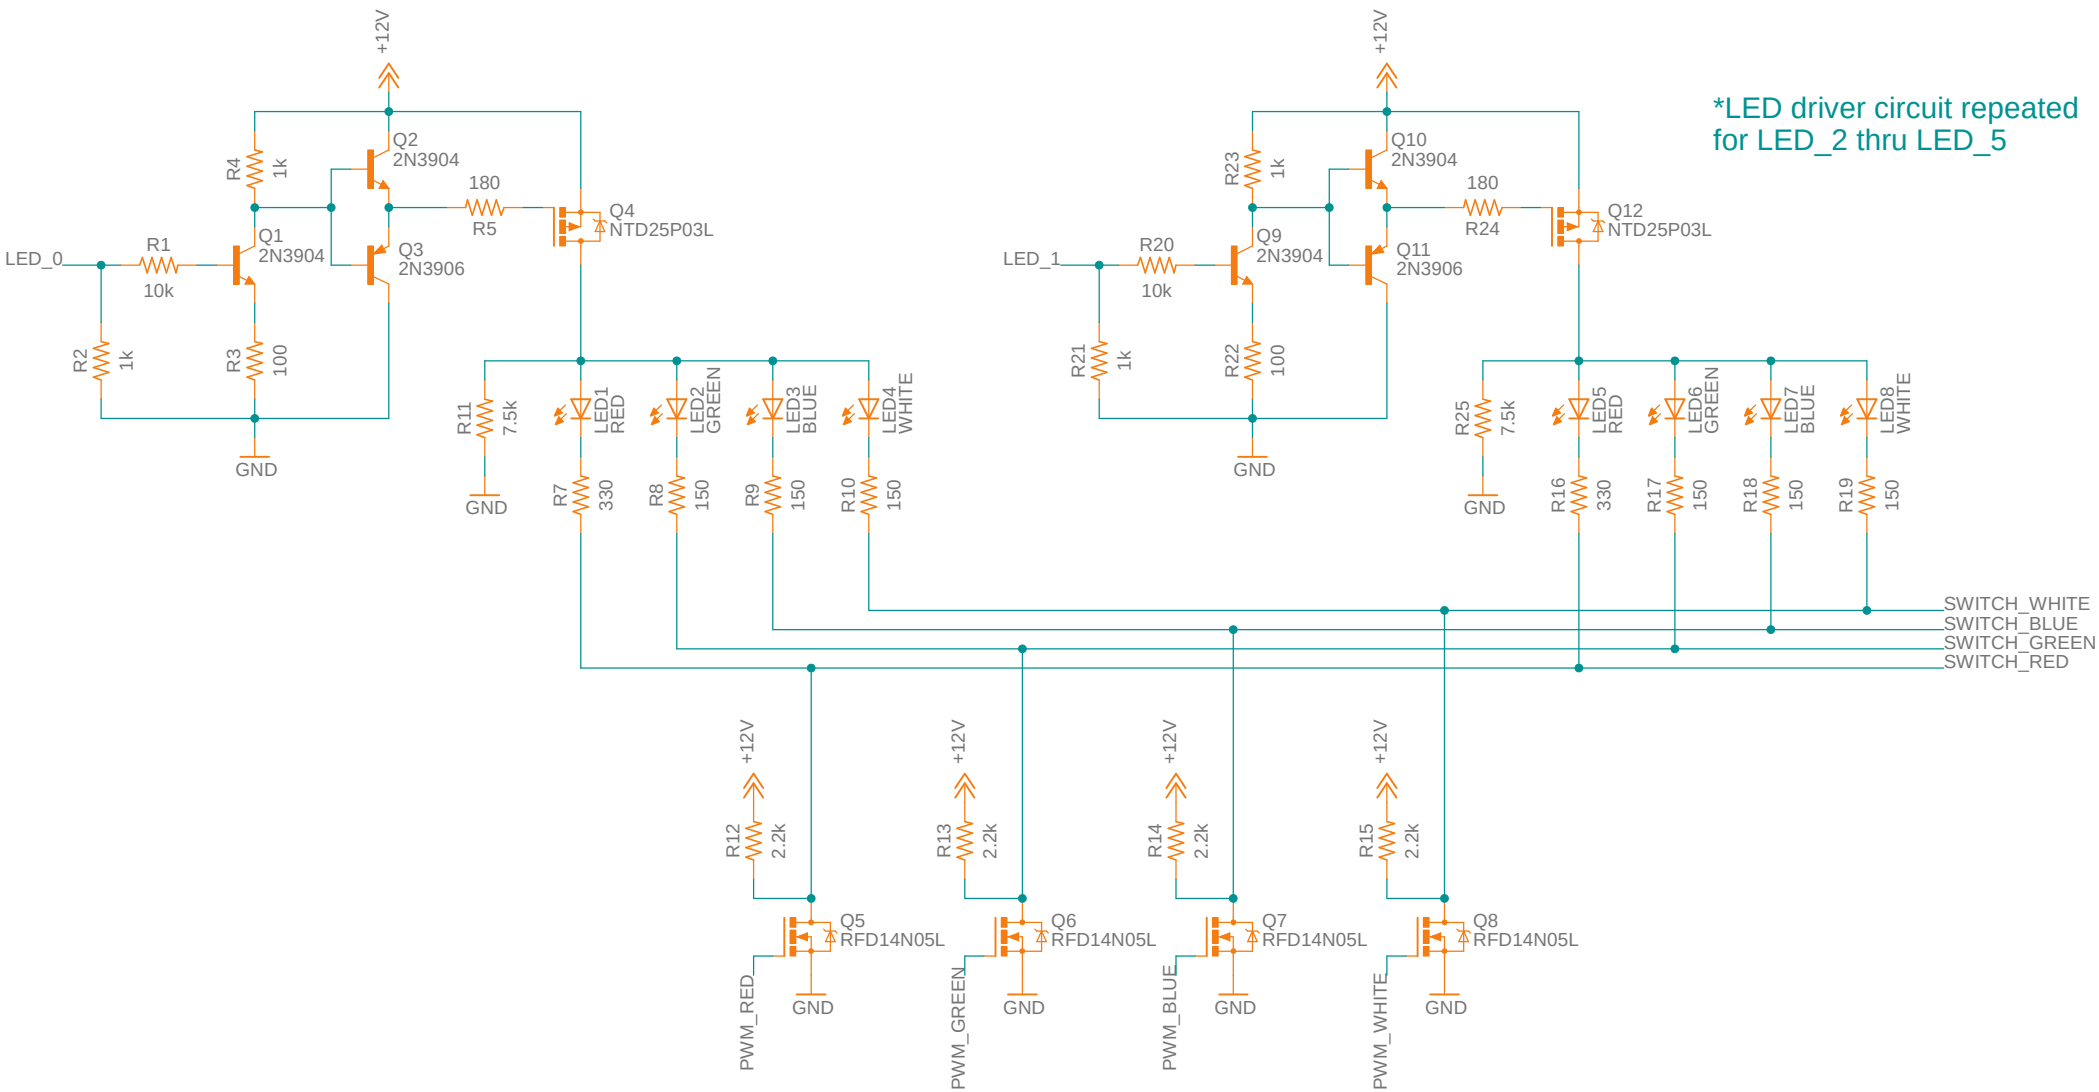 +12V
+12V
*LED driver circuit repeated
for LED_2 thru LED_5
Q2
2N3904
R4
1k
180
R5
Q4
NTD25P03L
Q1
2N3904
Q3
2N3906
LED_0
R1
10k
R2
1k
R3
100
GND
R11
7.5k
GND
LED1
RED
LED2
GREEN
LED3
BLUE
LED4
WHITE
R7
330
R8
150
R9
150
R10
150
Q10
2N3904
R23
1k
180
R24
Q12
NTD25P03L
Q9
2N3904
Q11
2N3906
LED_1
R20
10k
R21
1k
R22
100
GND
R25
7.5k
GND
LED5
RED
LED6
GREEN
LED7
BLUE
LED8
WHITE
R16
330
R17
150
R18
150
R19
150
SWITCH_WHITE
SWITCH_BLUE
SWITCH_GREEN
SWITCH_RED
+12V
R12
2.2k
Q5
RFD14N05L
PWM_RED
GND
+12V
R13
2.2k
Q6
RFD14N05L
PWM_GREEN
GND
+12V
R14
2.2k
Q7
RFD14N05L
PWM_BLUE
GND
+12V
R15
2.2k
Q8
RFD14N05L
PWM_WHITE
GND